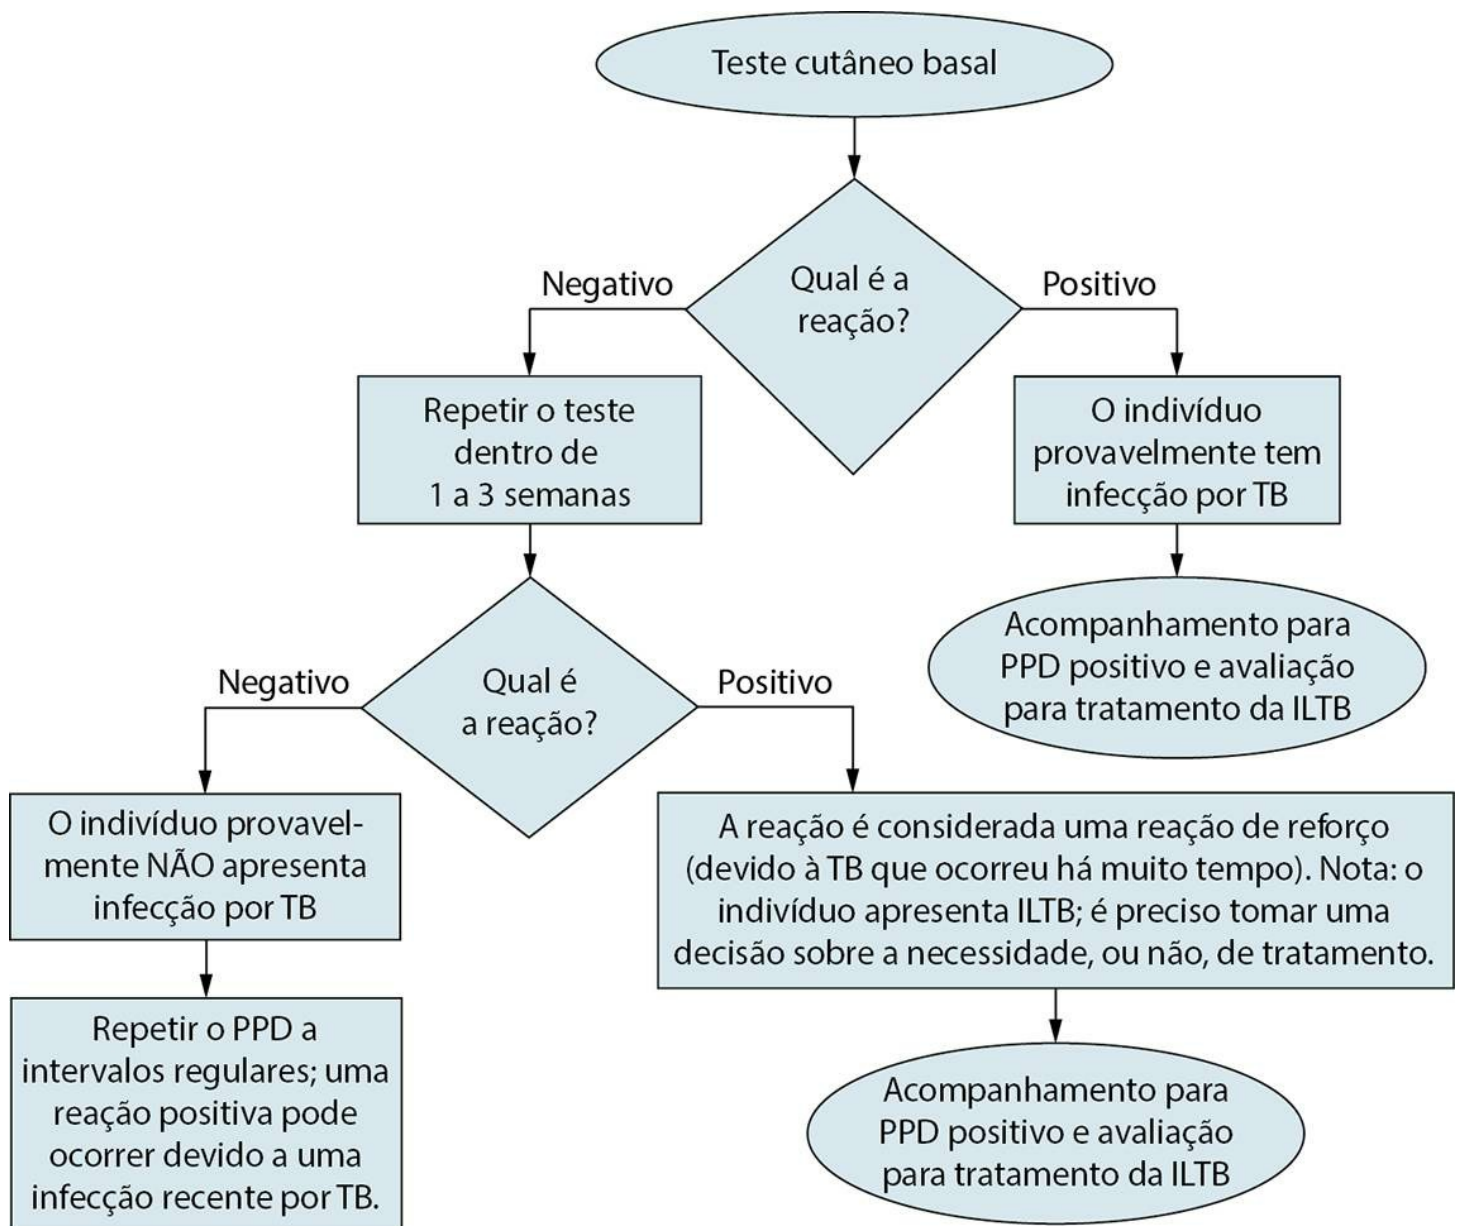 Teste cutâneo basal
Qual é a
reação?
Negativo
Positivo
Repetir o teste
dentro de
1 a 3 semanas
O indivíduo
provavelmente tem
infecção por TB
Acompanhamento para
PPD positivo e avaliação
para tratamento da ILTB
Qual é
a reação?
Negativo
Positivo
O indivíduo provavel-
mente NÃO apresenta
infecção por TB
A reação é considerada uma reação de reforço
(devido à TB que ocorreu há muito tempo). Nota: o
indivíduo apresenta ILTB; é preciso tomar uma
decisão sobre a necessidade, ou não, de tratamento.
Repetir o PPD a
intervalos regulares; uma
reação positiva pode
ocorrer devido a uma
infecção recente por TB.
Acompanhamento para
PPD positivo e avaliação
para tratamento da ILTB